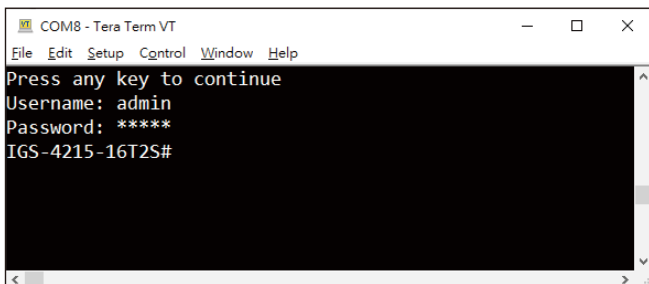 VT COM8 - Tera Term VT
File Edit Setup Control Window Help
Press any key to continue
Username: admin
Password: *****
IGS-4215-16T2S#